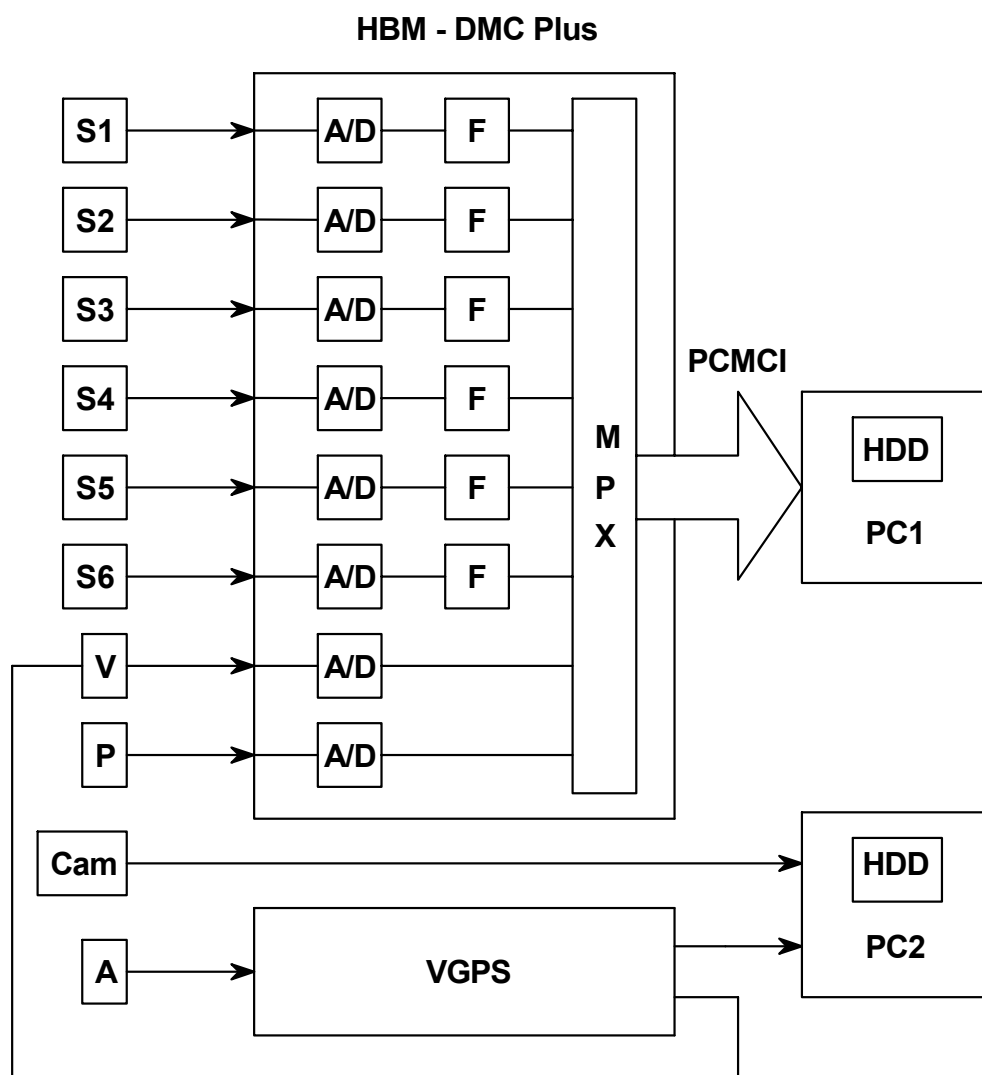 HBM - DMC Plus
S1 A/D F
S2 A/D F
S3 A/D F
S4 A/D F
S5 A/D F
S6 A/D F
V A/D
P A/D
M
P
X
PCMCI
HDD
PC1
Cam
HDD
PC2
A
VGPS